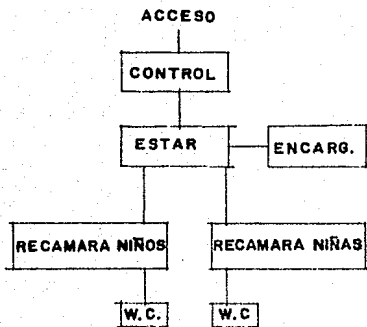 ACCESO
CONTROL
ESTAR
ENCARG.
RECAMARA NIÑOS
RECAMARA NIÑAS
W.C.
W.C